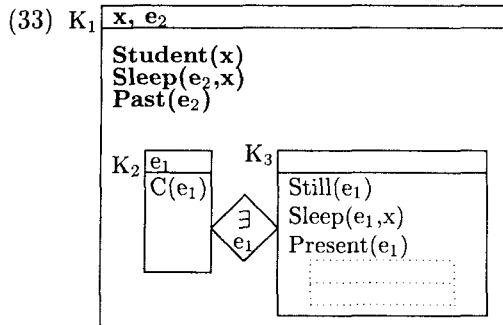 (33) K₁ x, e₂
Student(x)
Sleep(e₂,x)
Past(e₂)
K₂ e₁
C(e₁)
∃
e₁
K₃
Still(e₁)
Sleep(e₁,x)
Present(e₁)